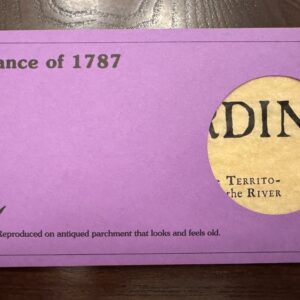 ance of 1787
RDIN
- TERRITO-
the RIVER
Reproduced on antiqued parchment that looks and feels old.